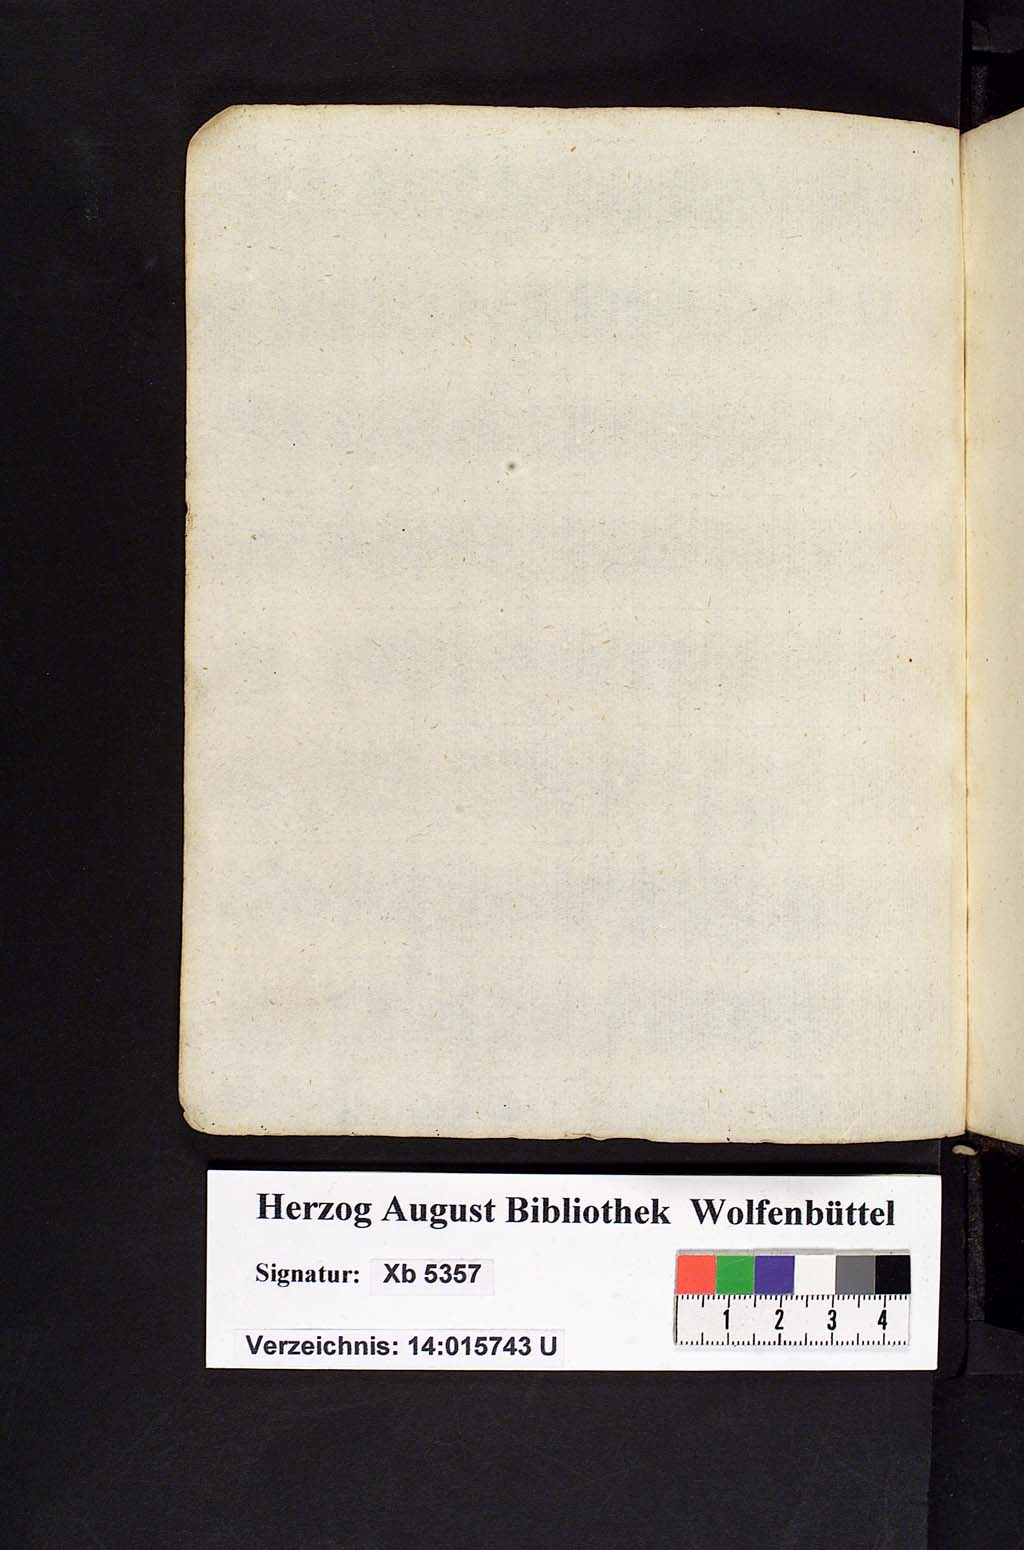 Herzog August Bibliothek Wolfenbüttel
Signatur: Xb 5357
1 2 3 4
Verzeichnis: 14:015743 U